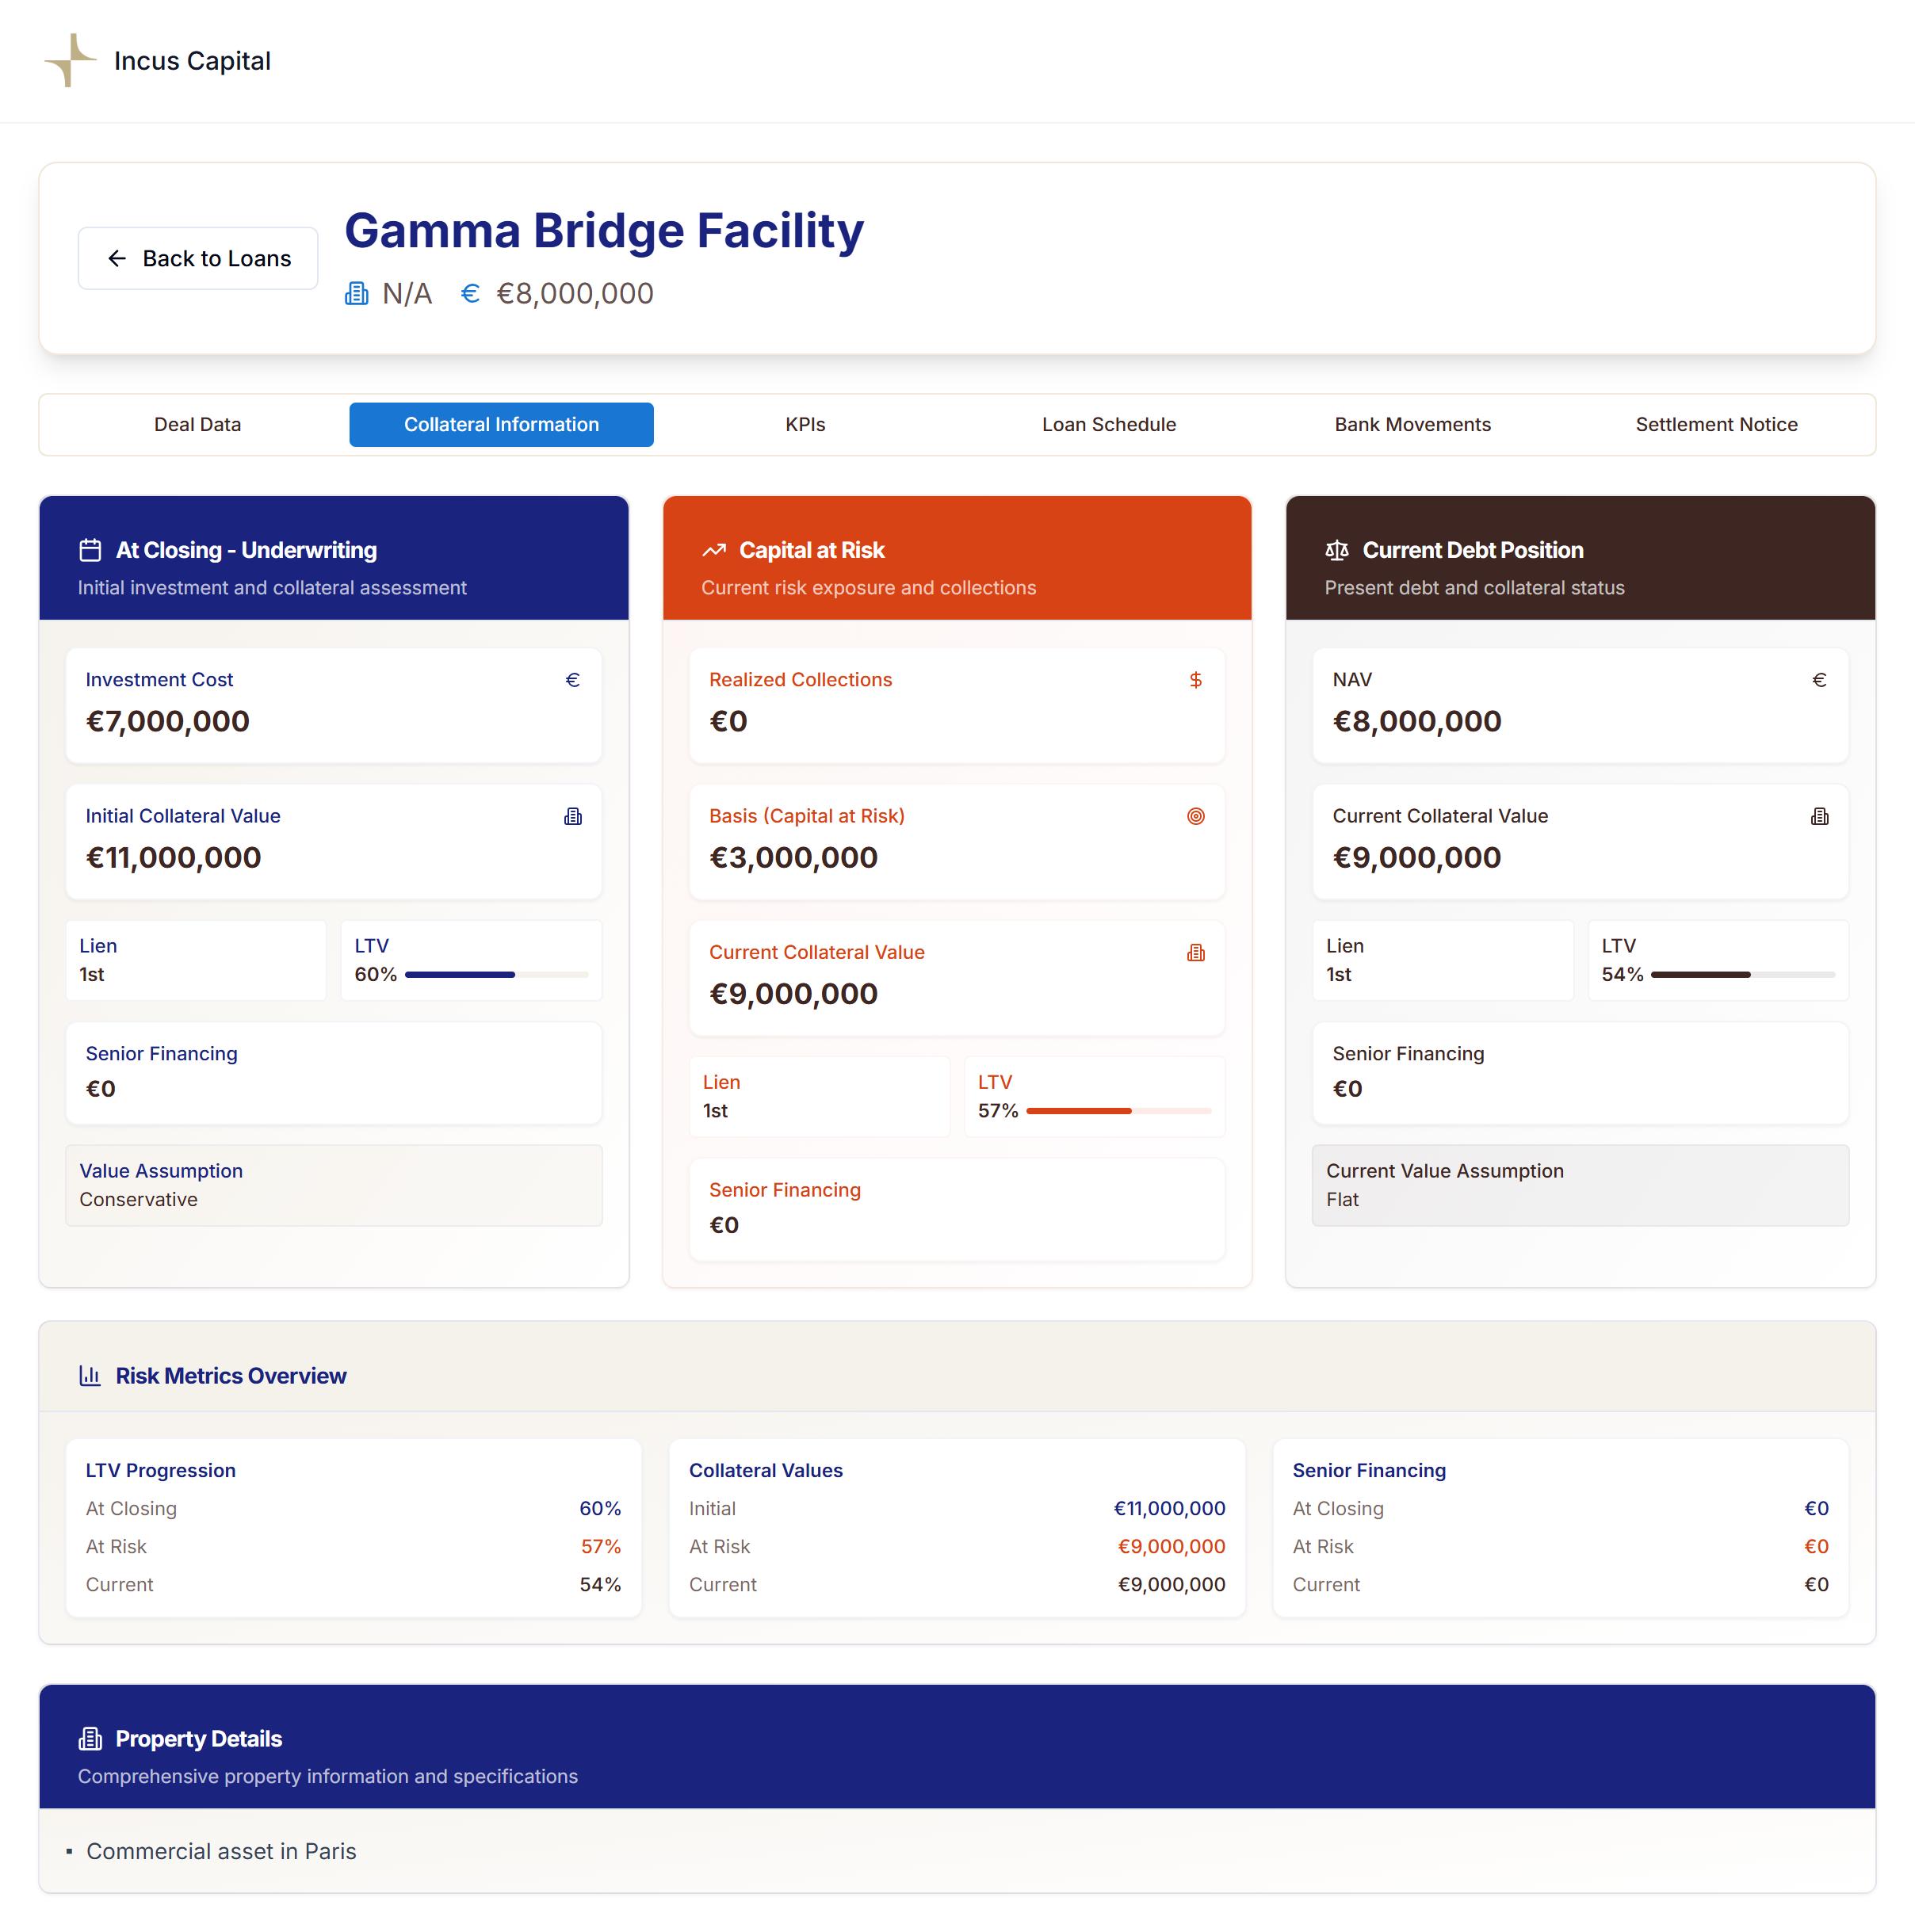 Incus Capital
Back to Loans
Gamma Bridge Facility
N/A € €8,000,000
Deal Data
Collateral Information
KPIs
Loan Schedule
Bank Movements
Settlement Notice
At Closing - Underwriting
Initial investment and collateral assessment
Investment Cost €
€7,000,000
Initial Collateral Value
€11,000,000
Lien
1st
LTV
60%
Senior Financing
€0
Value Assumption
Conservative
Capital at Risk
Current risk exposure and collections
Realized Collections $
€0
Basis (Capital at Risk)
€3,000,000
Current Collateral Value
€9,000,000
Lien
1st
LTV
57%
Senior Financing
€0
Current Debt Position
Present debt and collateral status
NAV €
€8,000,000
Current Collateral Value
€9,000,000
Lien
1st
LTV
54%
Senior Financing
€0
Current Value Assumption
Flat
Risk Metrics Overview
LTV Progression
At Closing 60%
At Risk 57%
Current 54%
Collateral Values
Initial €11,000,000
At Risk €9,000,000
Current €9,000,000
Senior Financing
At Closing €0
At Risk €0
Current €0
Property Details
Comprehensive property information and specifications
▪ Commercial asset in Paris